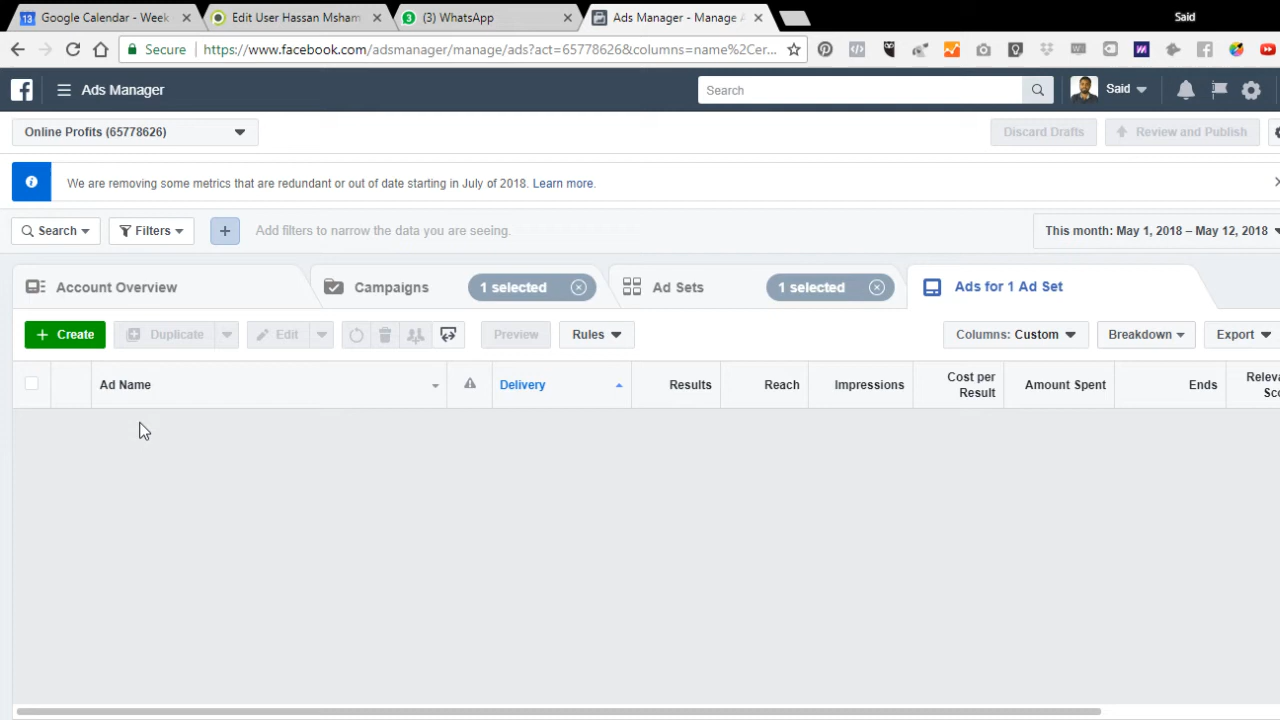 Said
Google Calendar - Week
Edit User Hassan Msham
(3) WhatsApp
Ads Manager - Manage A
Secure
https://www.facebook.com/adsmanager/manage/ads?act=65778626&columns=name%2Cer...
Ads Manager
Search
Said
Online Profits (65778626)
Discard Drafts
Review and Publish
We are removing some metrics that are redundant or out of date starting in July of 2018. Learn more.
Search
Filters
Add filters to narrow the data you are seeing.
This month: May 1, 2018 – May 12, 2018
Account Overview
Campaigns
1 selected
Ad Sets
1 selected
Ads for 1 Ad Set
+ Create
Duplicate
Edit
Preview
Rules
Columns: Custom
Breakdown
Export
Ad Name
Delivery
Results
Reach
Impressions
Cost per
Result
Amount Spent
Ends
Releva
Sco